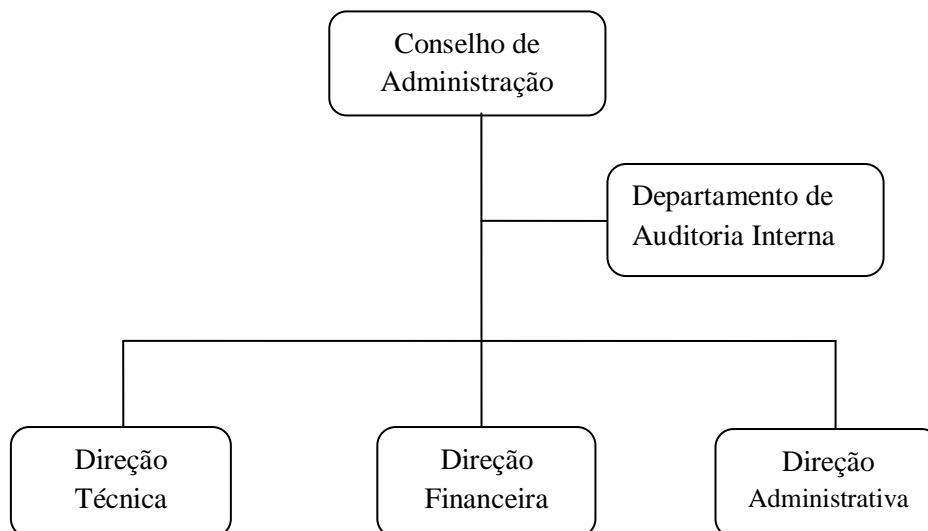 Conselho de
Administração
Departamento de
Auditoria Interna
Direção
Técnica
Direção
Financeira
Direção
Administrativa